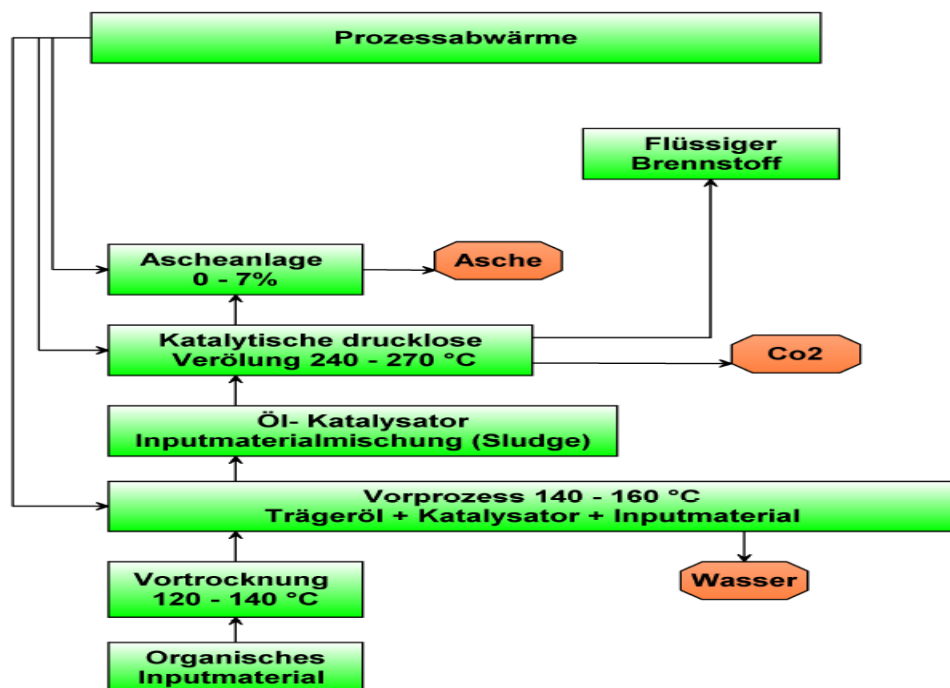 Prozessabwärme
Flüssiger
Brennstoff
Ascheanlage
0 - 7%
Asche
Katalytische drucklose
Verölung 240 - 270 °C
Co2
Öl- Katalysator
Inputmaterialmischung (Sludge)
Vorprozess 140 - 160 °C
Trägeröl + Katalysator + Inputmaterial
Vortrocknung
120 - 140 °C
Wasser
Organisches
Inputmaterial